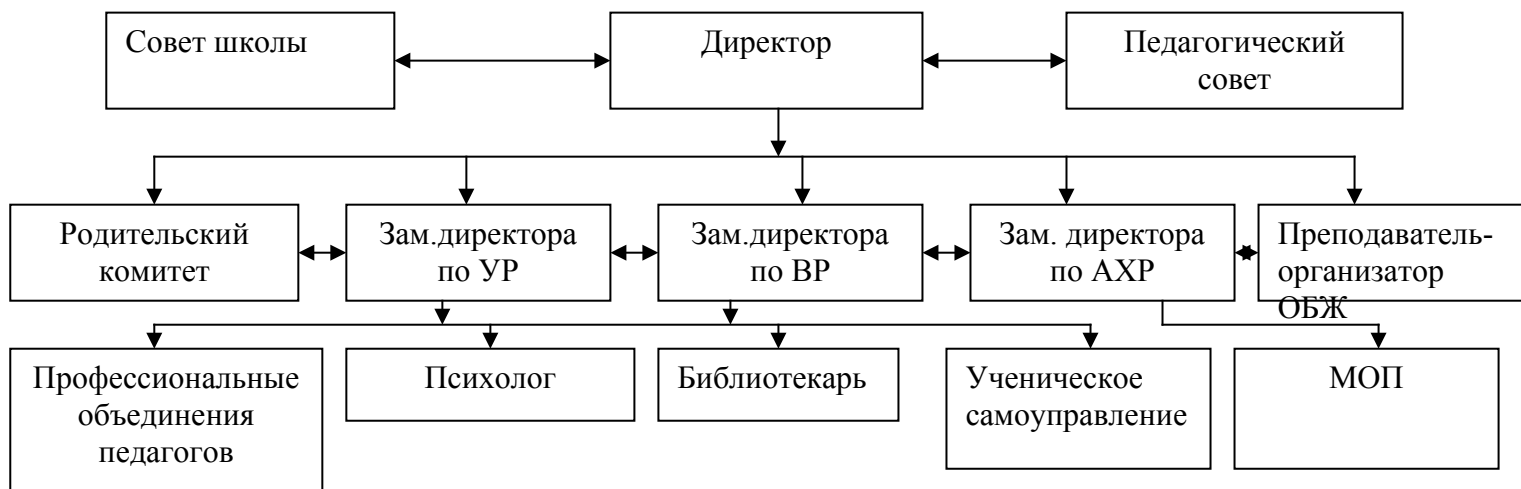 Совет школы
Директор
Педагогический
совет
Родительский
комитет
Зам.директора
по УР
Зам.директора
по ВР
Зам. директора
по АХР
Преподаватель-
организатор
ОБЖ
Профессиональные
объединения
педагогов
Психолог
Библиотекарь
Ученическое
самоуправление
МОП